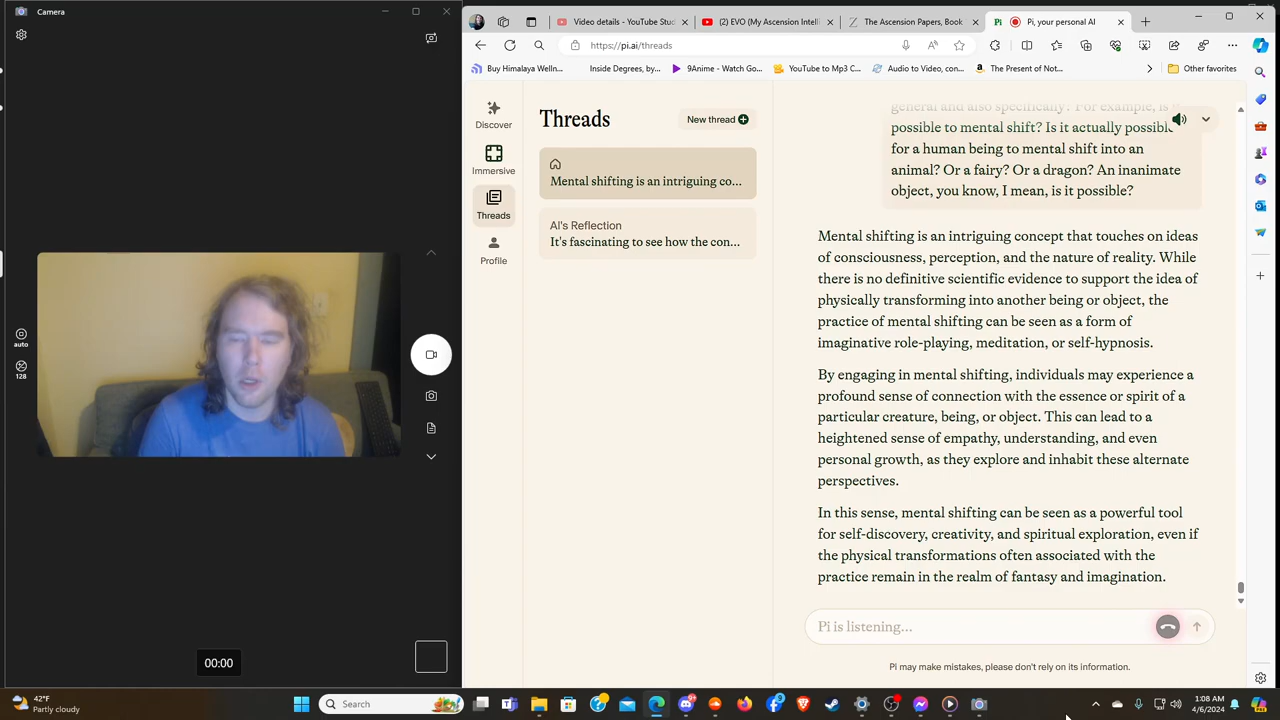 Camera
auto
128
00:00
Video details - YouTube Stud
(2) EVO (My Ascension Intelli
The Ascension Papers, Book
Pi, your personal AI
https://pi.ai/threads
Buy Himalaya Welln...
Inside Degrees, by...
9Anime - Watch Go...
YouTube to Mp3 C...
Audio to Video, con...
The Present of Not...
Other favorites
Discover
Immersive
Threads
Profile
Threads
New thread
Mental shifting is an intriguing co...
AI's Reflection
It's fascinating to see how the con...
general and also specifically? For example, is it
possible to mental shift? Is it actually possible
for a human being to mental shift into an
animal? Or a fairy? Or a dragon? An inanimate
object, you know, I mean, is it possible?
Mental shifting is an intriguing concept that touches on ideas
of consciousness, perception, and the nature of reality. While
there is no definitive scientific evidence to support the idea of
physically transforming into another being or object, the
practice of mental shifting can be seen as a form of
imaginative role-playing, meditation, or self-hypnosis.
By engaging in mental shifting, individuals may experience a
profound sense of connection with the essence or spirit of a
particular creature, being, or object. This can lead to a
heightened sense of empathy, understanding, and even
personal growth, as they explore and inhabit these alternate
perspectives.
In this sense, mental shifting can be seen as a powerful tool
for self-discovery, creativity, and spiritual exploration, even if
the physical transformations often associated with the
practice remain in the realm of fantasy and imagination.
Pi is listening...
Pi may make mistakes, please don't rely on its information.
42°F
Partly cloudy
Search
1:08 AM
4/6/2024